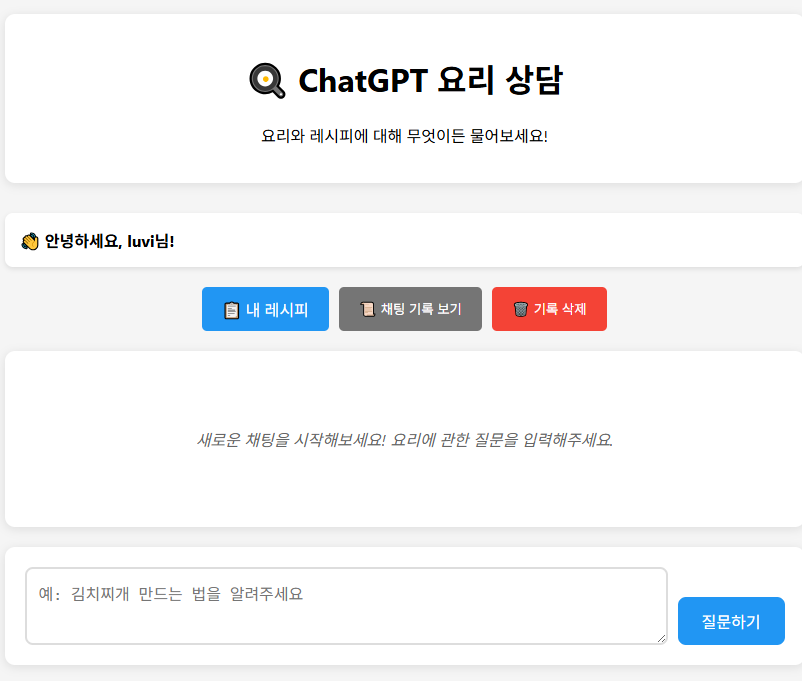 🍳 ChatGPT 요리 상담
요리와 레시피에 대해 무엇이든 물어보세요!
👋 안녕하세요, luvi님!
📋 내 레시피
📜 채팅 기록 보기
🗑️ 기록 삭제
새로운 채팅을 시작해보세요! 요리에 관한 질문을 입력해주세요.
예: 김치찌개 만드는 법을 알려주세요
질문하기